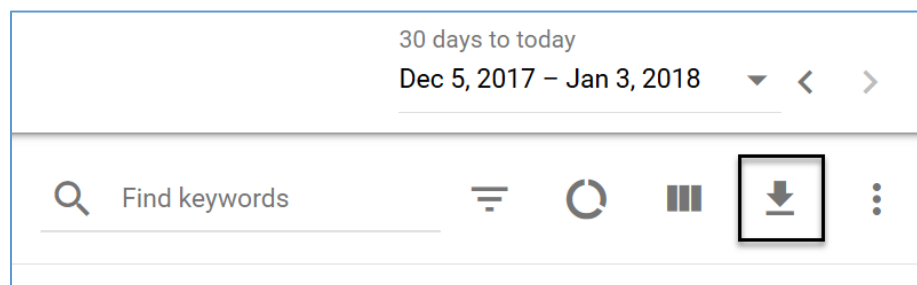 30 days to today
Dec 5, 2017 – Jan 3, 2018
Find keywords